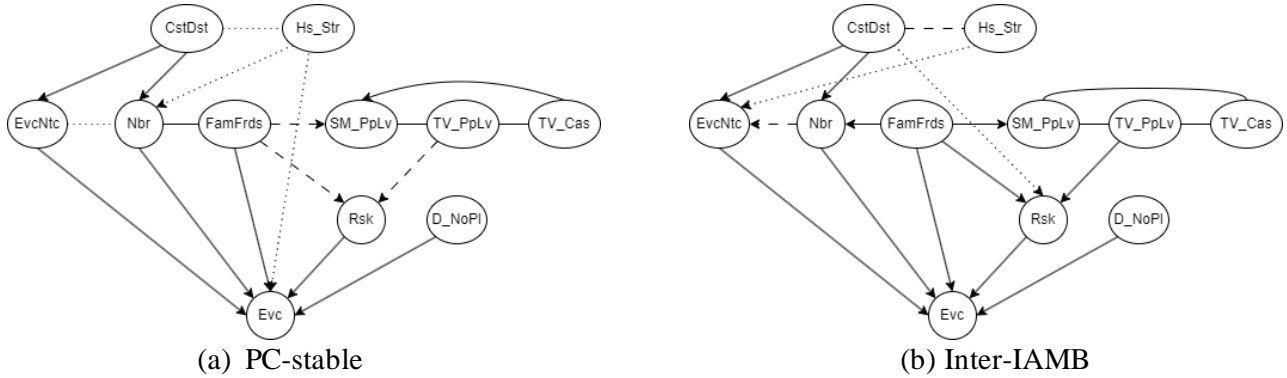 CstDst Hs_Str CstDst Hs_Str
EvcNtc Nbr FamFrds SM_PpLv TV_PpLv TV_Cas EvcNtc Nbr FamFrds SM_PpLv TV_PpLv TV_Cas
Rsk D_NoPl Rsk D_NoPl
Evc Evc
(a) PC-stable (b) Inter-IAMB